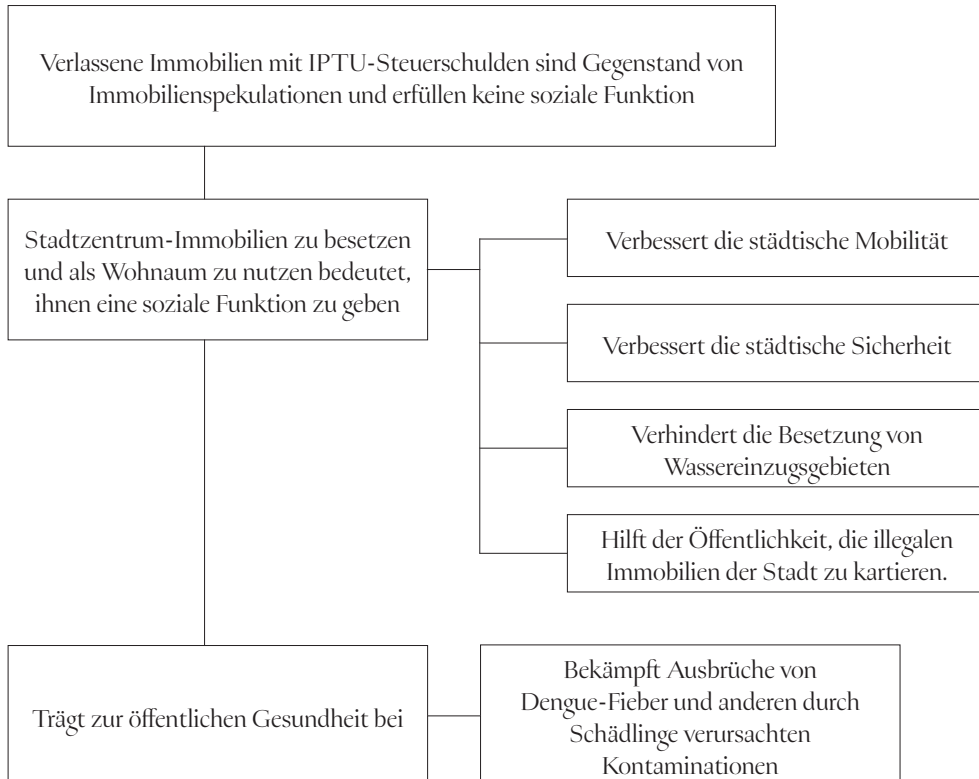 Verlassene Immobilien mit IPTU-Steuerschulden sind Gegenstand von
Immobilienspekulationen und erfüllen keine soziale Funktion
Stadtzentrum-Immobilien zu besetzen
und als Wohnaum zu nutzen bedeutet,
ihnen eine soziale Funktion zu geben
Verbessert die städtische Mobilität
Verbessert die städtische Sicherheit
Verhindert die Besetzung von
Wassereinzugsgebieten
Hilft der Öffentlichkeit, die illegalen
Immobilien der Stadt zu kartieren.
Trägt zur öffentlichen Gesundheit bei
Bekämpft Ausbrüche von
Dengue-Fieber und anderen durch
Schädlinge verursachten
Kontaminationen